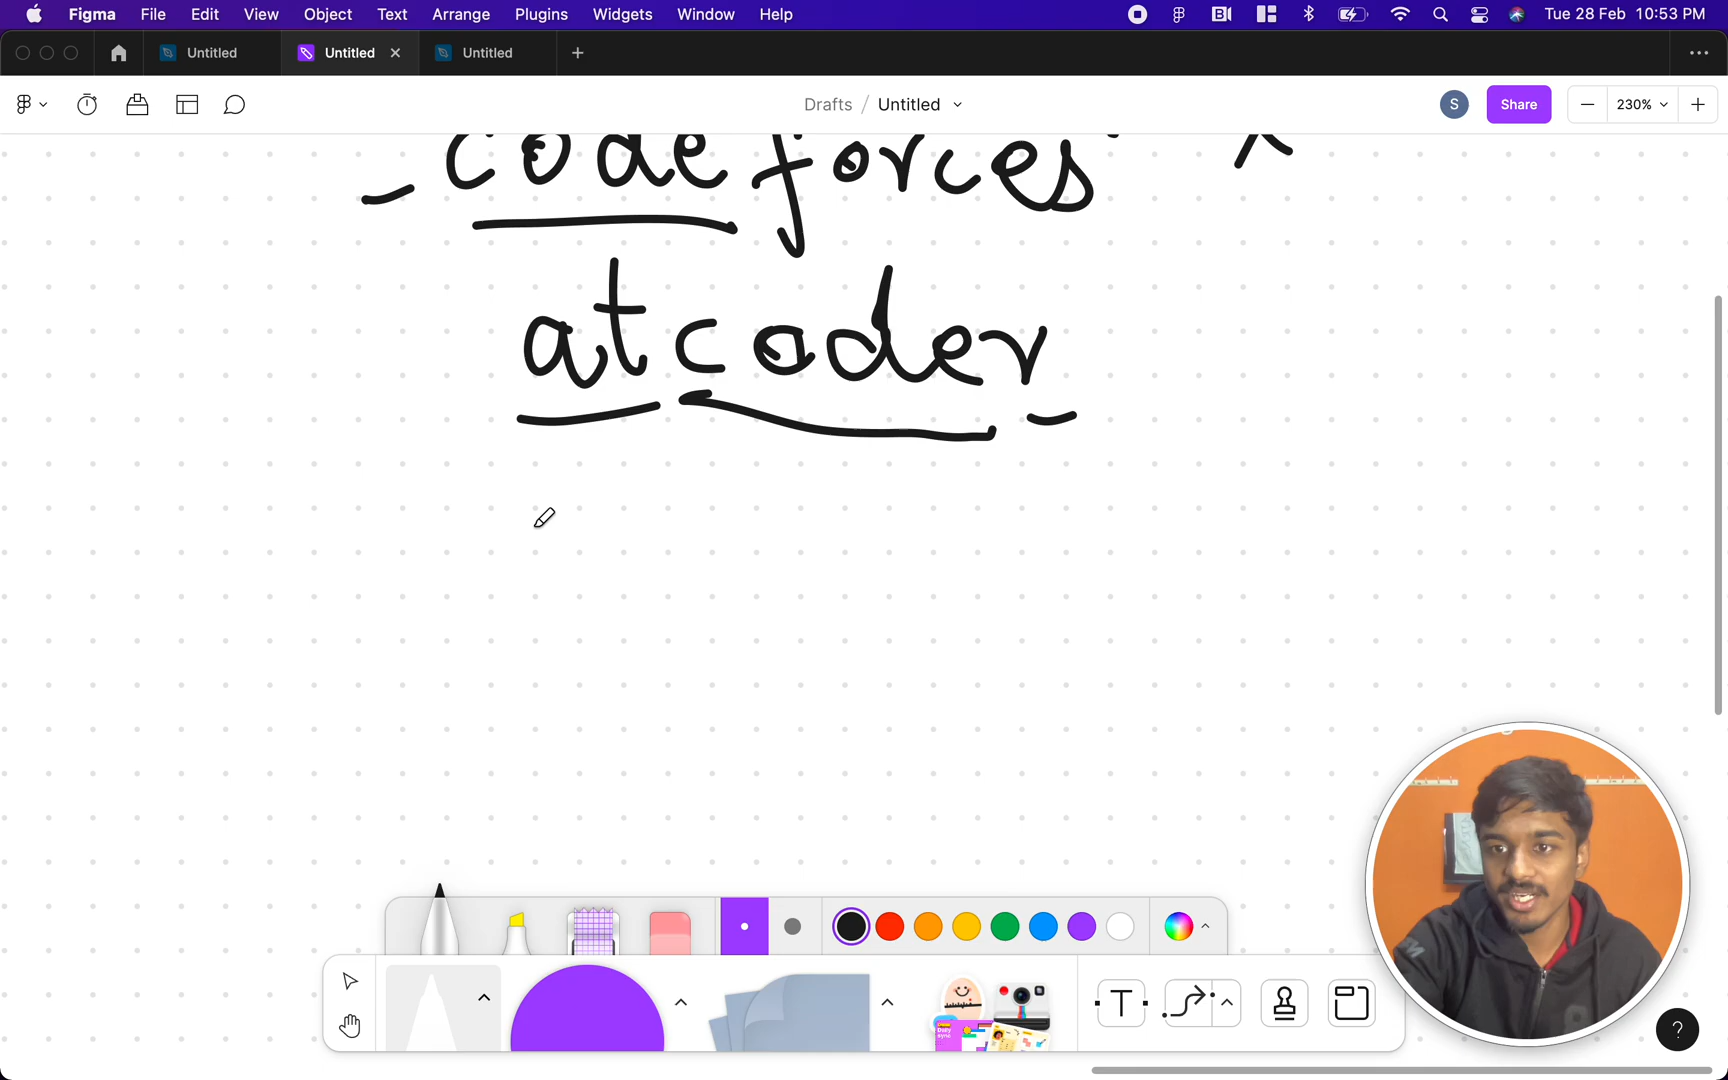 Figma File Edit View Object Text Arrange Plugins Widgets Window Help Tue 28 Feb 10:53 PM
Untitled Untitled Untitled
Drafts / Untitled S Share 230%
codeforces
atcoder
T
?